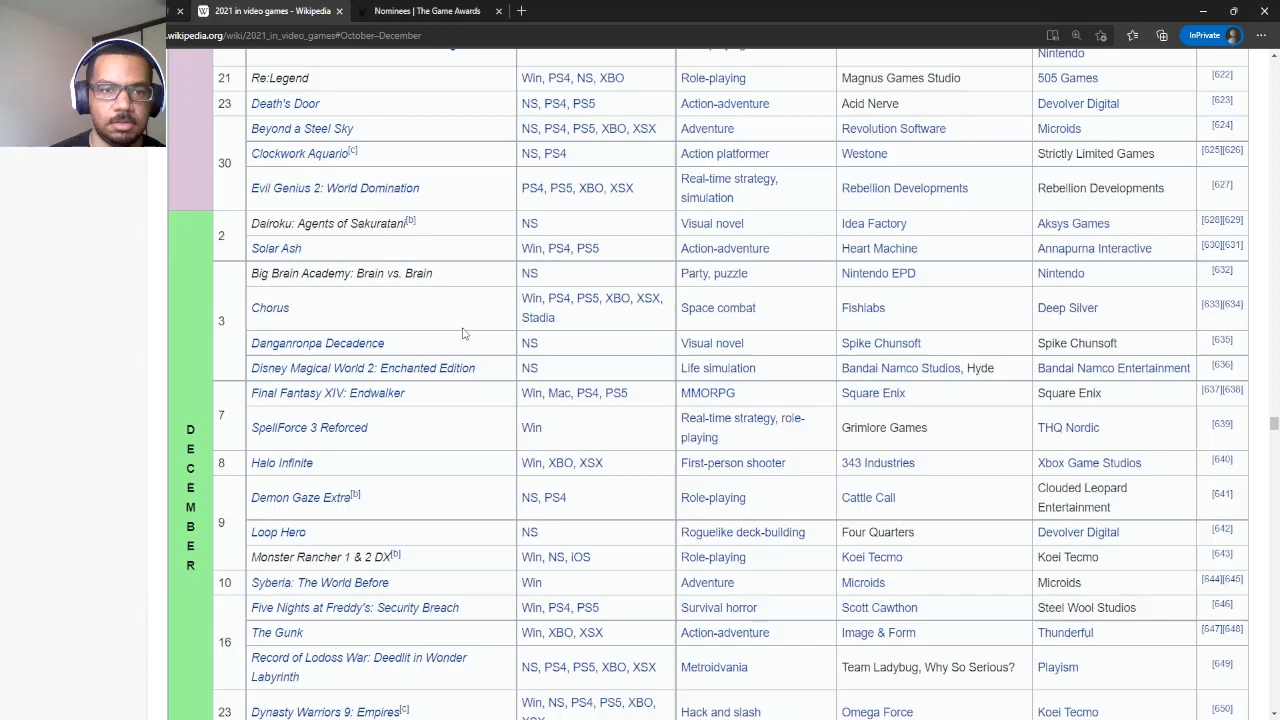 2021 in video games - Wikipedia
Nominees | The Game Awards
.wikipedia.org/wiki/2021_in_video_games#October–December
InPrivate
Nintendo
21 Re:Legend Win, PS4, NS, XBO Role-playing Magnus Games Studio 505 Games [622]
23 Death's Door NS, PS4, PS5 Action-adventure Acid Nerve Devolver Digital [623]
30 Beyond a Steel Sky NS, PS4, PS5, XBO, XSX Adventure Revolution Software Microids [624]
Clockwork Aquario[c] NS, PS4 Action platformer Westone Strictly Limited Games [625][626]
Evil Genius 2: World Domination PS4, PS5, XBO, XSX Real-time strategy, Rebellion Developments Rebellion Developments [627]
simulation
DECEMBER
2 Dairoku: Agents of Sakuratani[b] NS Visual novel Idea Factory Aksys Games [628][629]
Solar Ash Win, PS4, PS5 Action-adventure Heart Machine Annapurna Interactive [630][631]
3 Big Brain Academy: Brain vs. Brain NS Party, puzzle Nintendo EPD Nintendo [632]
Chorus Win, PS4, PS5, XBO, XSX, Space combat Fishlabs Deep Silver [633][634]
Stadia
Danganronpa Decadence NS Visual novel Spike Chunsoft Spike Chunsoft [635]
Disney Magical World 2: Enchanted Edition NS Life simulation Bandai Namco Studios, Hyde Bandai Namco Entertainment [636]
7 Final Fantasy XIV: Endwalker Win, Mac, PS4, PS5 MMORPG Square Enix Square Enix [637][638]
SpellForce 3 Reforced Win Real-time strategy, role- Grimlore Games THQ Nordic [639]
playing
8 Halo Infinite Win, XBO, XSX First-person shooter 343 Industries Xbox Game Studios [640]
9 Demon Gaze Extra[b] NS, PS4 Role-playing Cattle Call Clouded Leopard [641]
Entertainment
Loop Hero NS Roguelike deck-building Four Quarters Devolver Digital [642]
Monster Rancher 1 & 2 DX[b] Win, NS, iOS Role-playing Koei Tecmo Koei Tecmo [643]
10 Syberia: The World Before Win Adventure Microids Microids [644][645]
16 Five Nights at Freddy's: Security Breach Win, PS4, PS5 Survival horror Scott Cawthon Steel Wool Studios [646]
The Gunk Win, XBO, XSX Action-adventure Image & Form Thunderful [647][648]
Record of Lodoss War: Deedlit in Wonder NS, PS4, PS5, XBO, XSX Metroidvania Team Ladybug, Why So Serious? Playism [649]
Labyrinth
23 Dynasty Warriors 9: Empires[c] Win, NS, PS4, PS5, XBO, Hack and slash Omega Force Koei Tecmo [650]